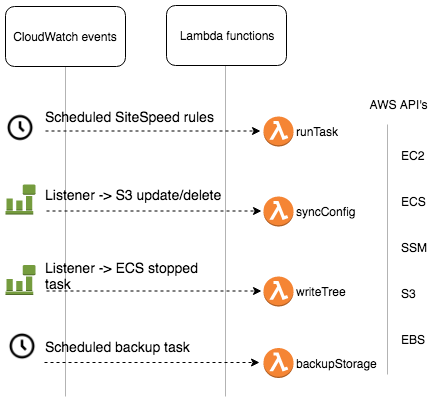 CloudWatch events
Lambda functions
Scheduled SiteSpeed rules
runTask
AWS API's
EC2
Listener -> S3 update/delete
syncConfig
ECS
SSM
Listener -> ECS stopped
task
writeTree
S3
EBS
Scheduled backup task
backupStorage